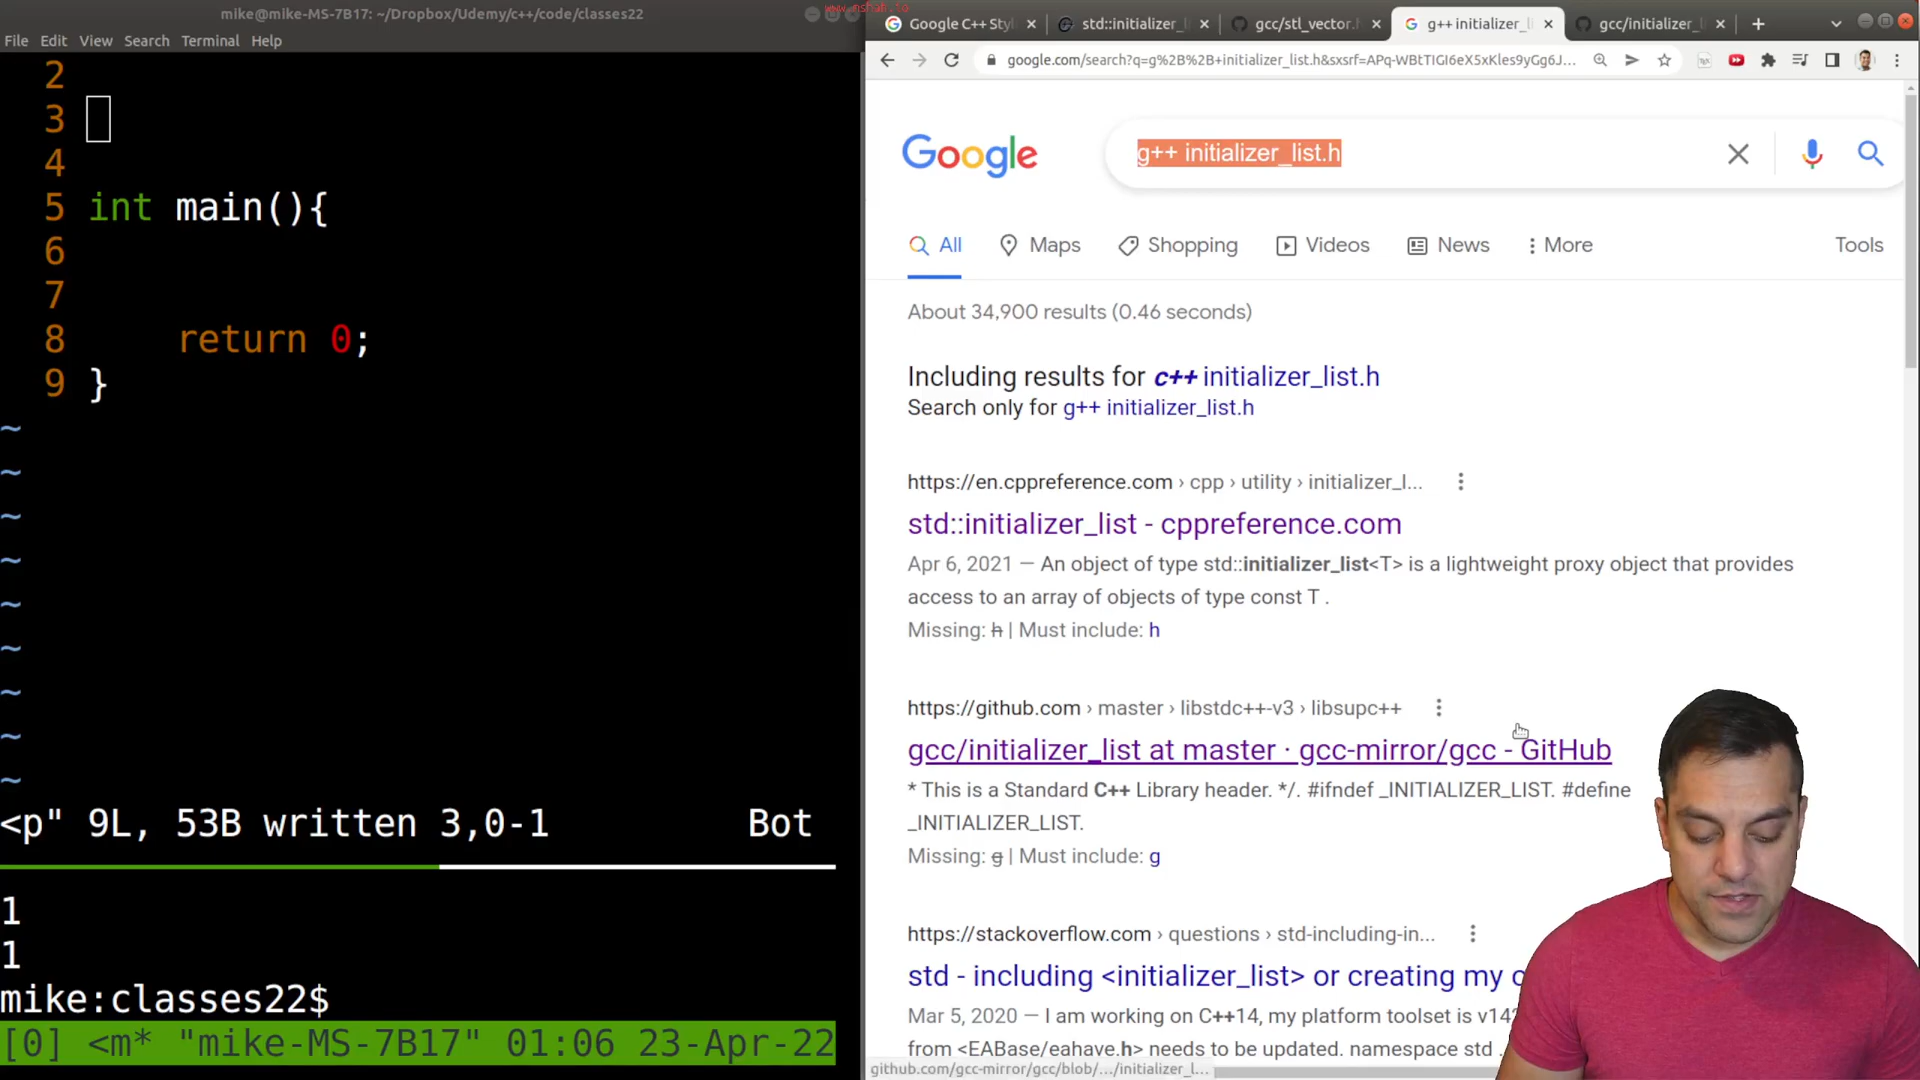 mike@mike-MS-7B17: ~/Dropbox/Udemy/c++/code/classes22
www.mshah.io
File Edit View Search Terminal Help
2
3
4
5 int main(){
6
7
8 return 0;
9 }
~
~
~
~
~
~
~
~
~
<p" 9L, 53B written 3,0-1 Bot
1
1
mike:classes22$
[0] <m* "mike-MS-7B17" 01:06 23-Apr-22
Google C++ Styl
std::initializer_l
gcc/stl_vector.h
g++ initializer_li
gcc/initializer_l
google.com/search?q=g%2B%2B+initializer_list.h&sxsrf=APq-WBtTIGI6eX5xKles9yGg6J...
Google
g++ initializer_list.h
All Maps Shopping Videos News More Tools
About 34,900 results (0.46 seconds)
Including results for c++ initializer_list.h
Search only for g++ initializer_list.h
https://en.cppreference.com › cpp › utility › initializer_l...
std::initializer_list - cppreference.com
Apr 6, 2021 — An object of type std::initializer_list<T> is a lightweight proxy object that provides
access to an array of objects of type const T .
Missing: h | Must include: h
https://github.com › master › libstdc++-v3 › libsupc++
gcc/initializer_list at master · gcc-mirror/gcc - GitHub
* This is a Standard C++ Library header. */. #ifndef _INITIALIZER_LIST. #define
_INITIALIZER_LIST.
Missing: g | Must include: g
https://stackoverflow.com › questions › std-including-in...
std - including <initializer_list> or creating my
Mar 5, 2020 — I am working on C++14, my platform toolset is
from <EABase/eahave.h> needs to be updated. namespace std .
github.com/gcc-mirror/gcc/blob/.../initializer_l...